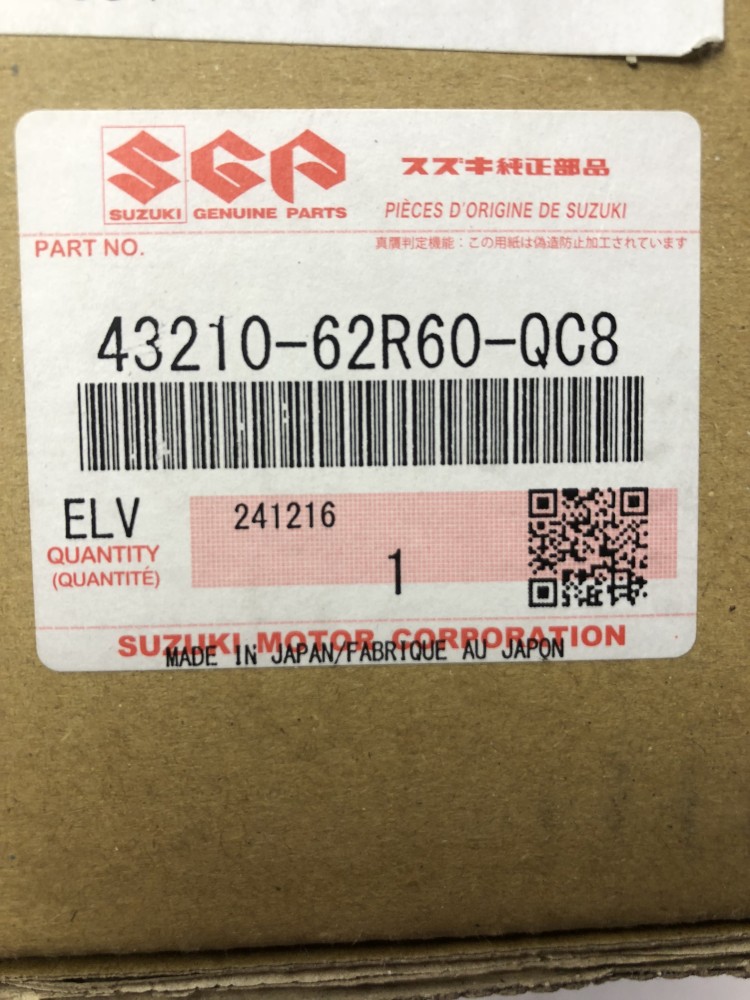 SGP
スズキ純正部品
SUZUKI GENUINE PARTS
PIÈCES D'ORIGINE DE SUZUKI
PART NO.
真贋判定機能：この用紙は偽造防止加工されています
43210-62R60-QC8
ELV
241216
QUANTITY
(QUANTITÉ)
1
SUZUKI MOTOR CORPORATION
MADE IN JAPAN/FABRIQUE AU JAPON